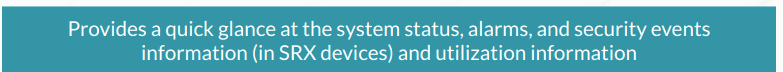 Provides a quick glance at the system status, alarms, and security events
information (in SRX devices) and utilization information